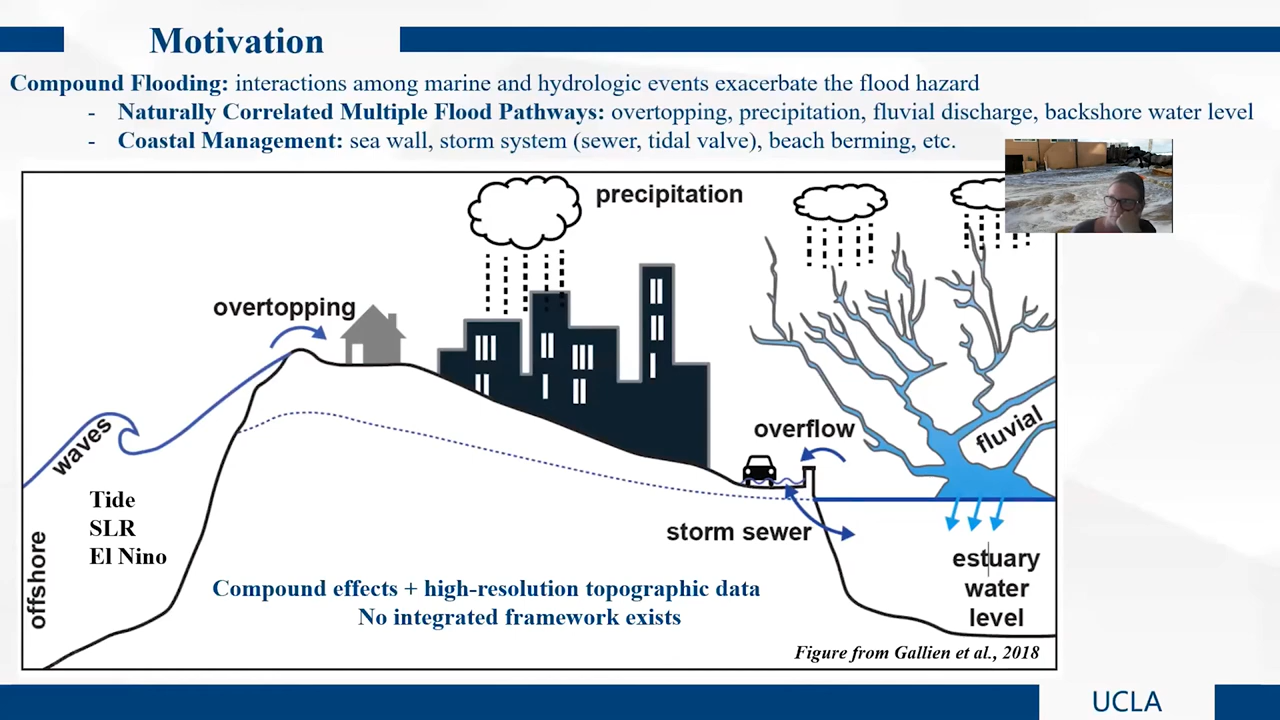 Motivation
Compound Flooding: interactions among marine and hydrologic events exacerbate the flood hazard
- Naturally Correlated Multiple Flood Pathways: overtopping, precipitation, fluvial discharge, backshore water level
- Coastal Management: sea wall, storm system (sewer, tidal valve), beach berming, etc.
precipitation
overtopping
waves
overflow
fluvial
Tide
SLR
El Nino
offshore
storm sewer
estuary
water
level
Compound effects + high-resolution topographic data
No integrated framework exists
Figure from Gallien et al., 2018
UCLA